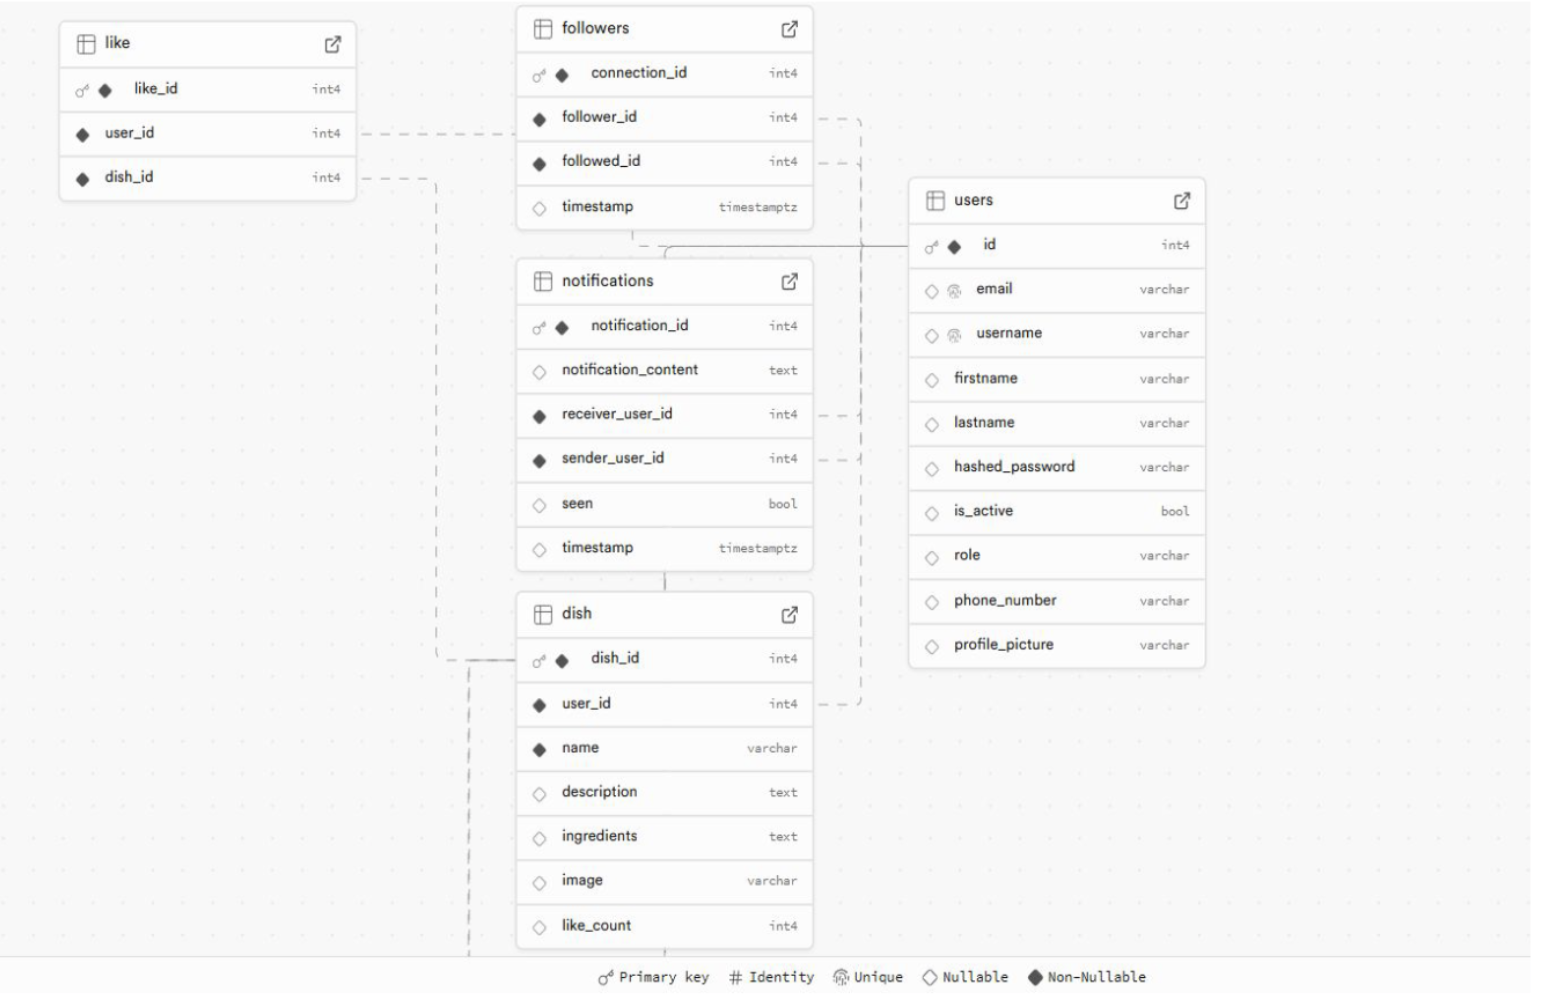 like
like_id int4
user_id int4
dish_id int4
followers
connection_id int4
follower_id int4
followed_id int4
timestamp timestamptz
notifications
notification_id int4
notification_content text
receiver_user_id int4
sender_user_id int4
seen bool
timestamp timestamptz
dish
dish_id int4
user_id int4
name varchar
description text
ingredients text
image varchar
like_count int4
users
id int4
email varchar
username varchar
firstname varchar
lastname varchar
hashed_password varchar
is_active bool
role varchar
phone_number varchar
profile_picture varchar
Primary key # Identity Unique Nullable Non-Nullable